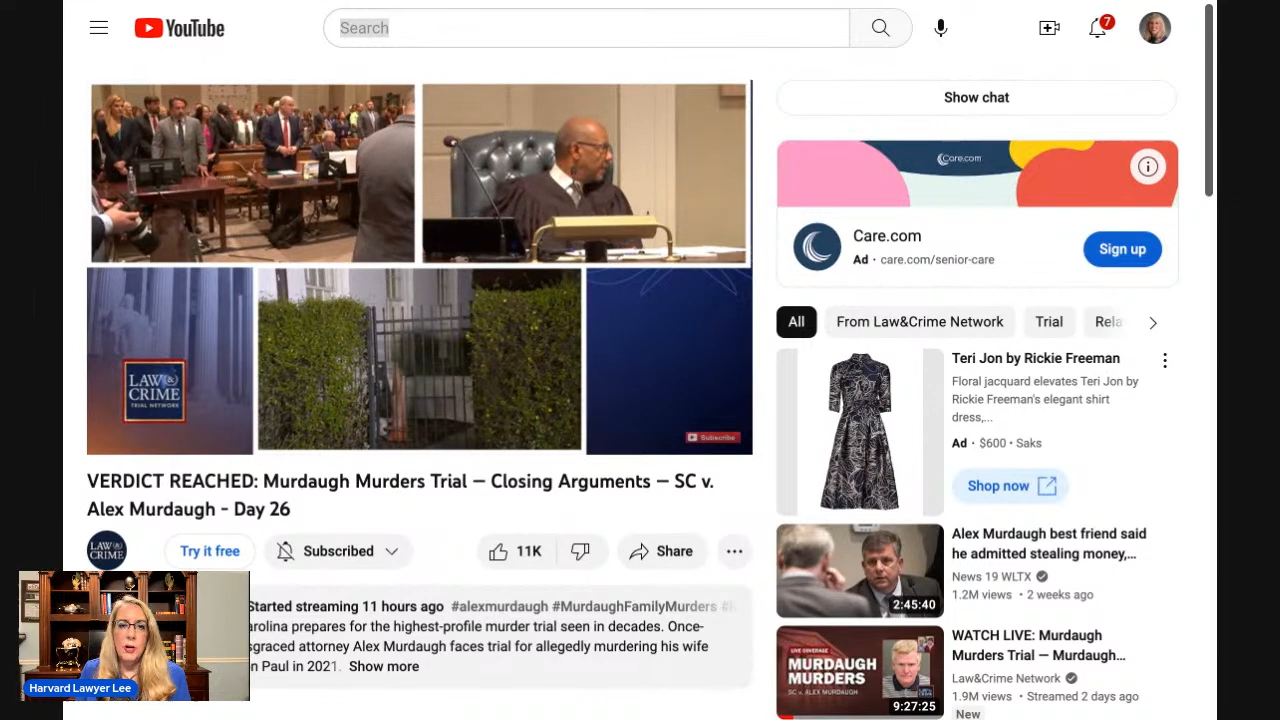 YouTube
Search
7
Show chat
Care.com
Care.com
Ad · care.com/senior-care
Sign up
All
From Law&Crime Network
Trial
Rela
LAW &
CRIME
TRIAL NETWORK
Subscribe
Teri Jon by Rickie Freeman
Floral jacquard elevates Teri Jon by
Rickie Freeman's elegant shirt
dress,...
Ad · $600 · Saks
Shop now
VERDICT REACHED: Murdaugh Murders Trial — Closing Arguments — SC v.
Alex Murdaugh - Day 26
LAW &
CRIME
Try it free
Subscribed
11K
Share
Started streaming 11 hours ago #alexmurdaugh #MurdaughFamilyMurders
arolina prepares for the highest-profile murder trial seen in decades. Once-
sgraced attorney Alex Murdaugh faces trial for allegedly murdering his wife
n Paul in 2021. Show more
Harvard Lawyer Lee
2:45:40
Alex Murdaugh best friend said
he admitted stealing money,...
News 19 WLTX
1.2M views · 2 weeks ago
LIVE COVERAGE
MURDAUGH
MURDERS
SC v. ALEX MURDAUGH
9:27:25
WATCH LIVE: Murdaugh
Murders Trial — Murdaugh...
Law&Crime Network
1.9M views · Streamed 2 days ago
New